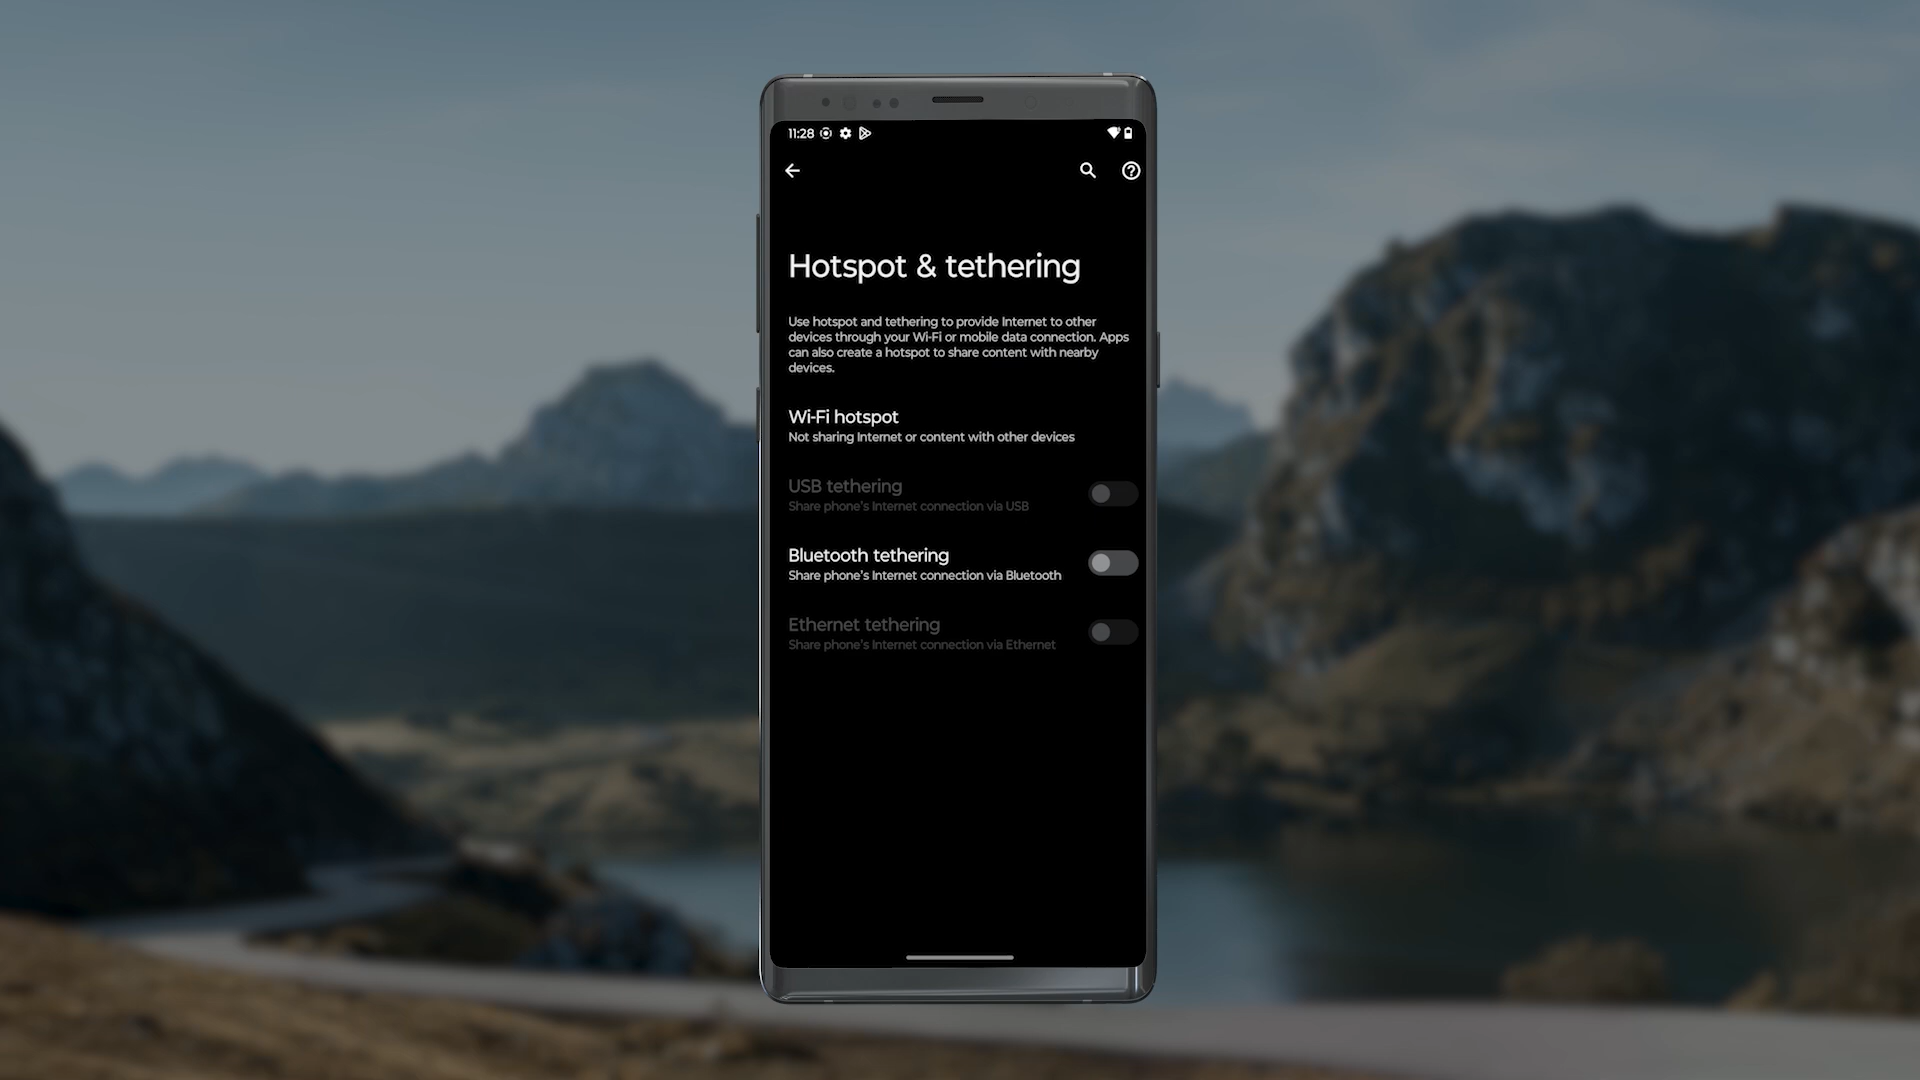 11:28
Hotspot & tethering
Use hotspot and tethering to provide Internet to other
devices through your Wi-Fi or mobile data connection. Apps
can also create a hotspot to share content with nearby
devices.
Wi-Fi hotspot
Not sharing Internet or content with other devices
USB tethering
Share phone's Internet connection via USB
Bluetooth tethering
Share phone's Internet connection via Bluetooth
Ethernet tethering
Share phone's Internet connection via Ethernet